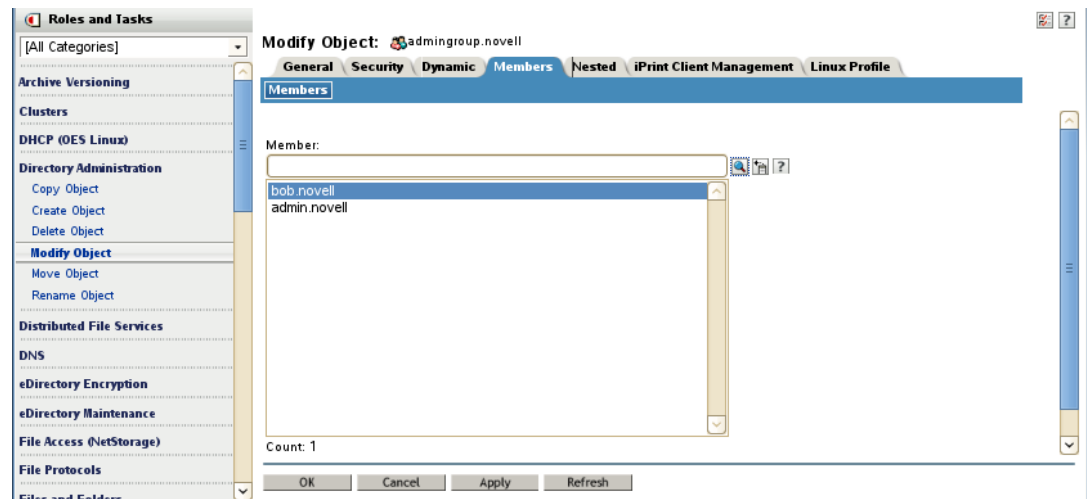 Roles and Tasks
[All Categories]
Archive Versioning
Clusters
DHCP (OES Linux)
Directory Administration
Copy Object
Create Object
Delete Object
Modify Object
Move Object
Rename Object
Distributed File Services
DNS
eDirectory Encryption
eDirectory Maintenance
File Access (NetStorage)
File Protocols
Files and Folders
Modify Object: admingroup.novell
?
General Security Dynamic Members Nested iPrint Client Management Linux Profile
Members
Member:
?
bob.novell
admin.novell
Count: 1
OK Cancel Apply Refresh